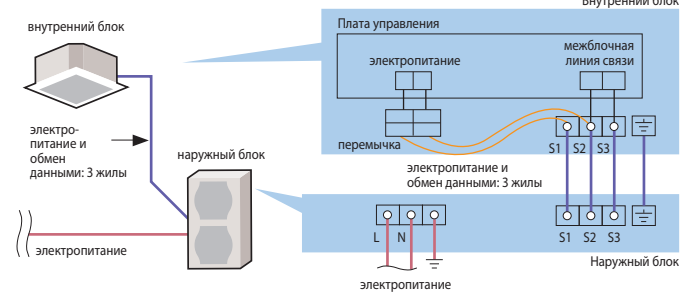 Внутренний блок
внутренний блок
Плата управления
электропитание
межблочная
линия связи
перемычка
S1 S2 S3
электро-
питание и
обмен
данными: 3 жилы
наружный блок
электропитание и
обмен данными: 3 жилы
L N
S1 S2 S3
электропитание
Наружный блок
электропитание